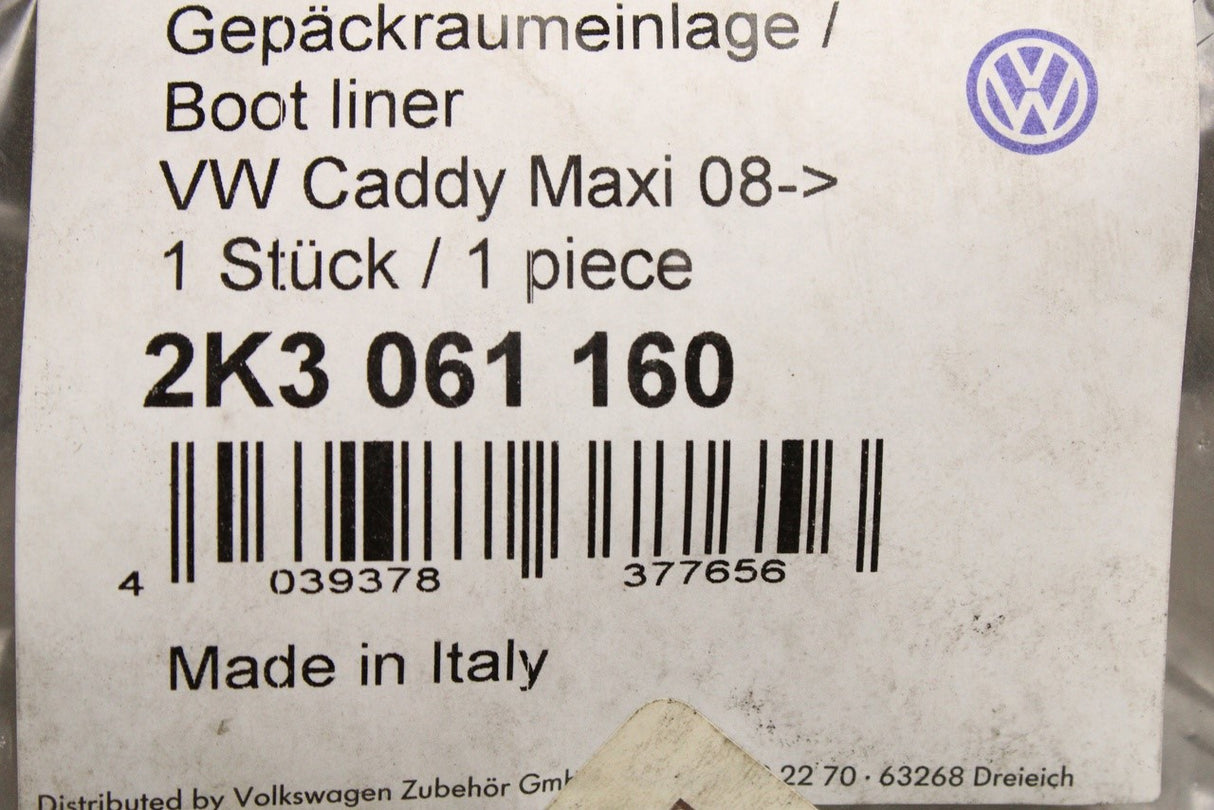 Gepäckraumeinlage /
Boot liner
VW Caddy Maxi 08->
1 Stück / 1 piece
2K3 061 160
4 039378 377656
Made in Italy
Distributed by Volkswagen Zubehör 22 70 · 63268 Dreieich